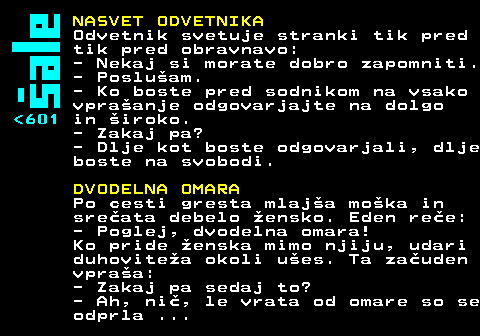 šale
<601
NASVET ODVETNIKA
Odvetnik svetuje stranki tik pred
tik pred obravnavo:
- Nekaj si morate dobro zapomniti.
- Poslušam.
- Ko boste pred sodnikom na vsako
vprašanje odgovarjajte na dolgo
in široko.
- Zakaj pa?
- Dlje kot boste odgovarjali, dlje
boste na svobodi.
DVODELNA OMARA
Po cesti gresta mlajša moška in
srečata debelo žensko. Eden reče:
- Poglej, dvodelna omara!
Ko pride ženska mimo njiju, udari
duhoviteža okoli ušes. Ta začuden
vpraša:
- Zakaj pa sedaj to?
- Ah, nič, le vrata od omare so se
odprla ...